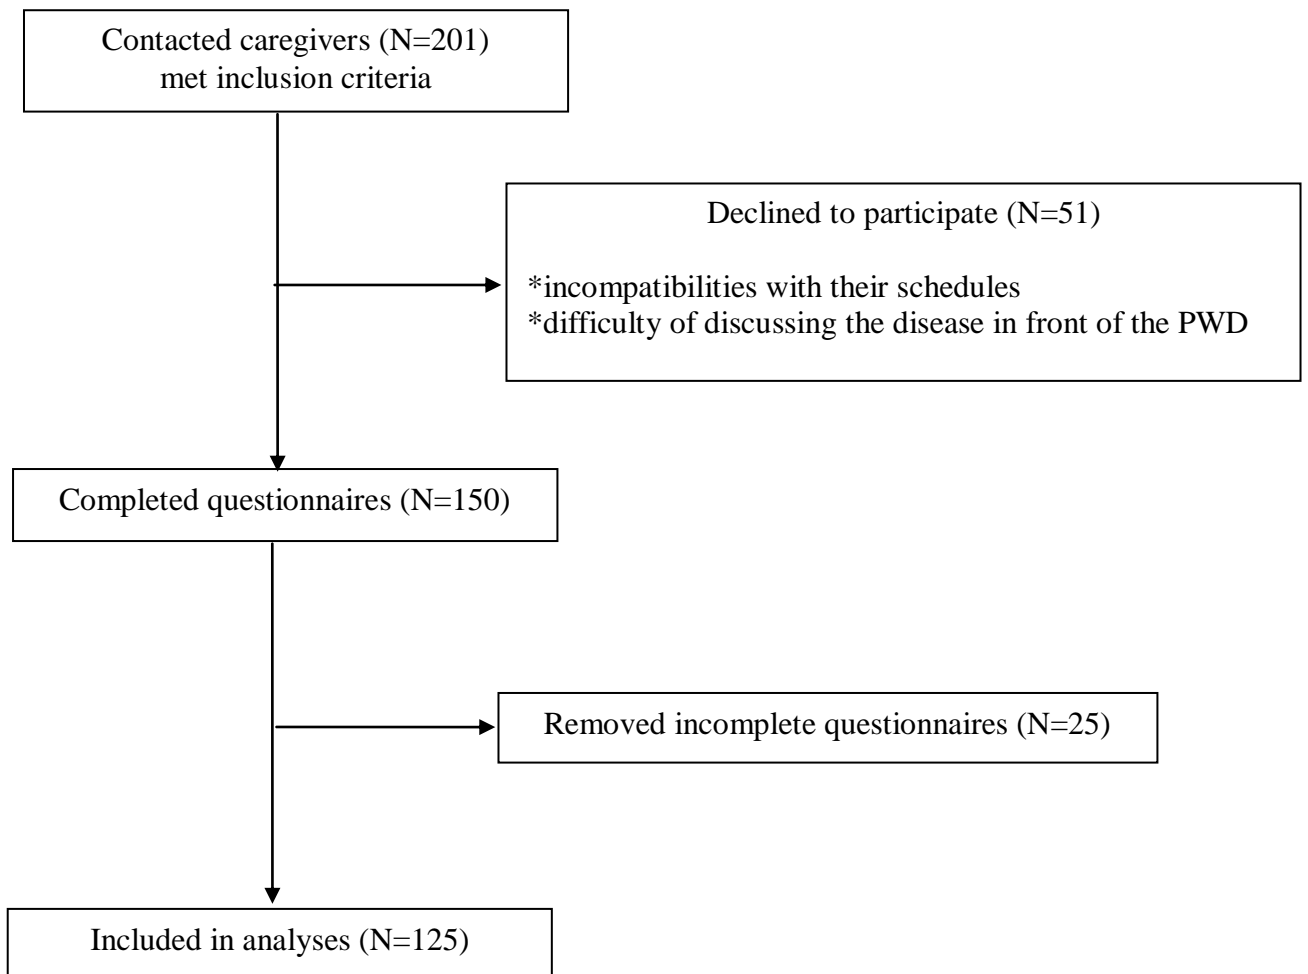 Contacted caregivers (N=201)
met inclusion criteria
Declined to participate (N=51)
*incompatibilities with their schedules
*difficulty of discussing the disease in front of the PWD
Completed questionnaires (N=150)
Removed incomplete questionnaires (N=25)
Included in analyses (N=125)